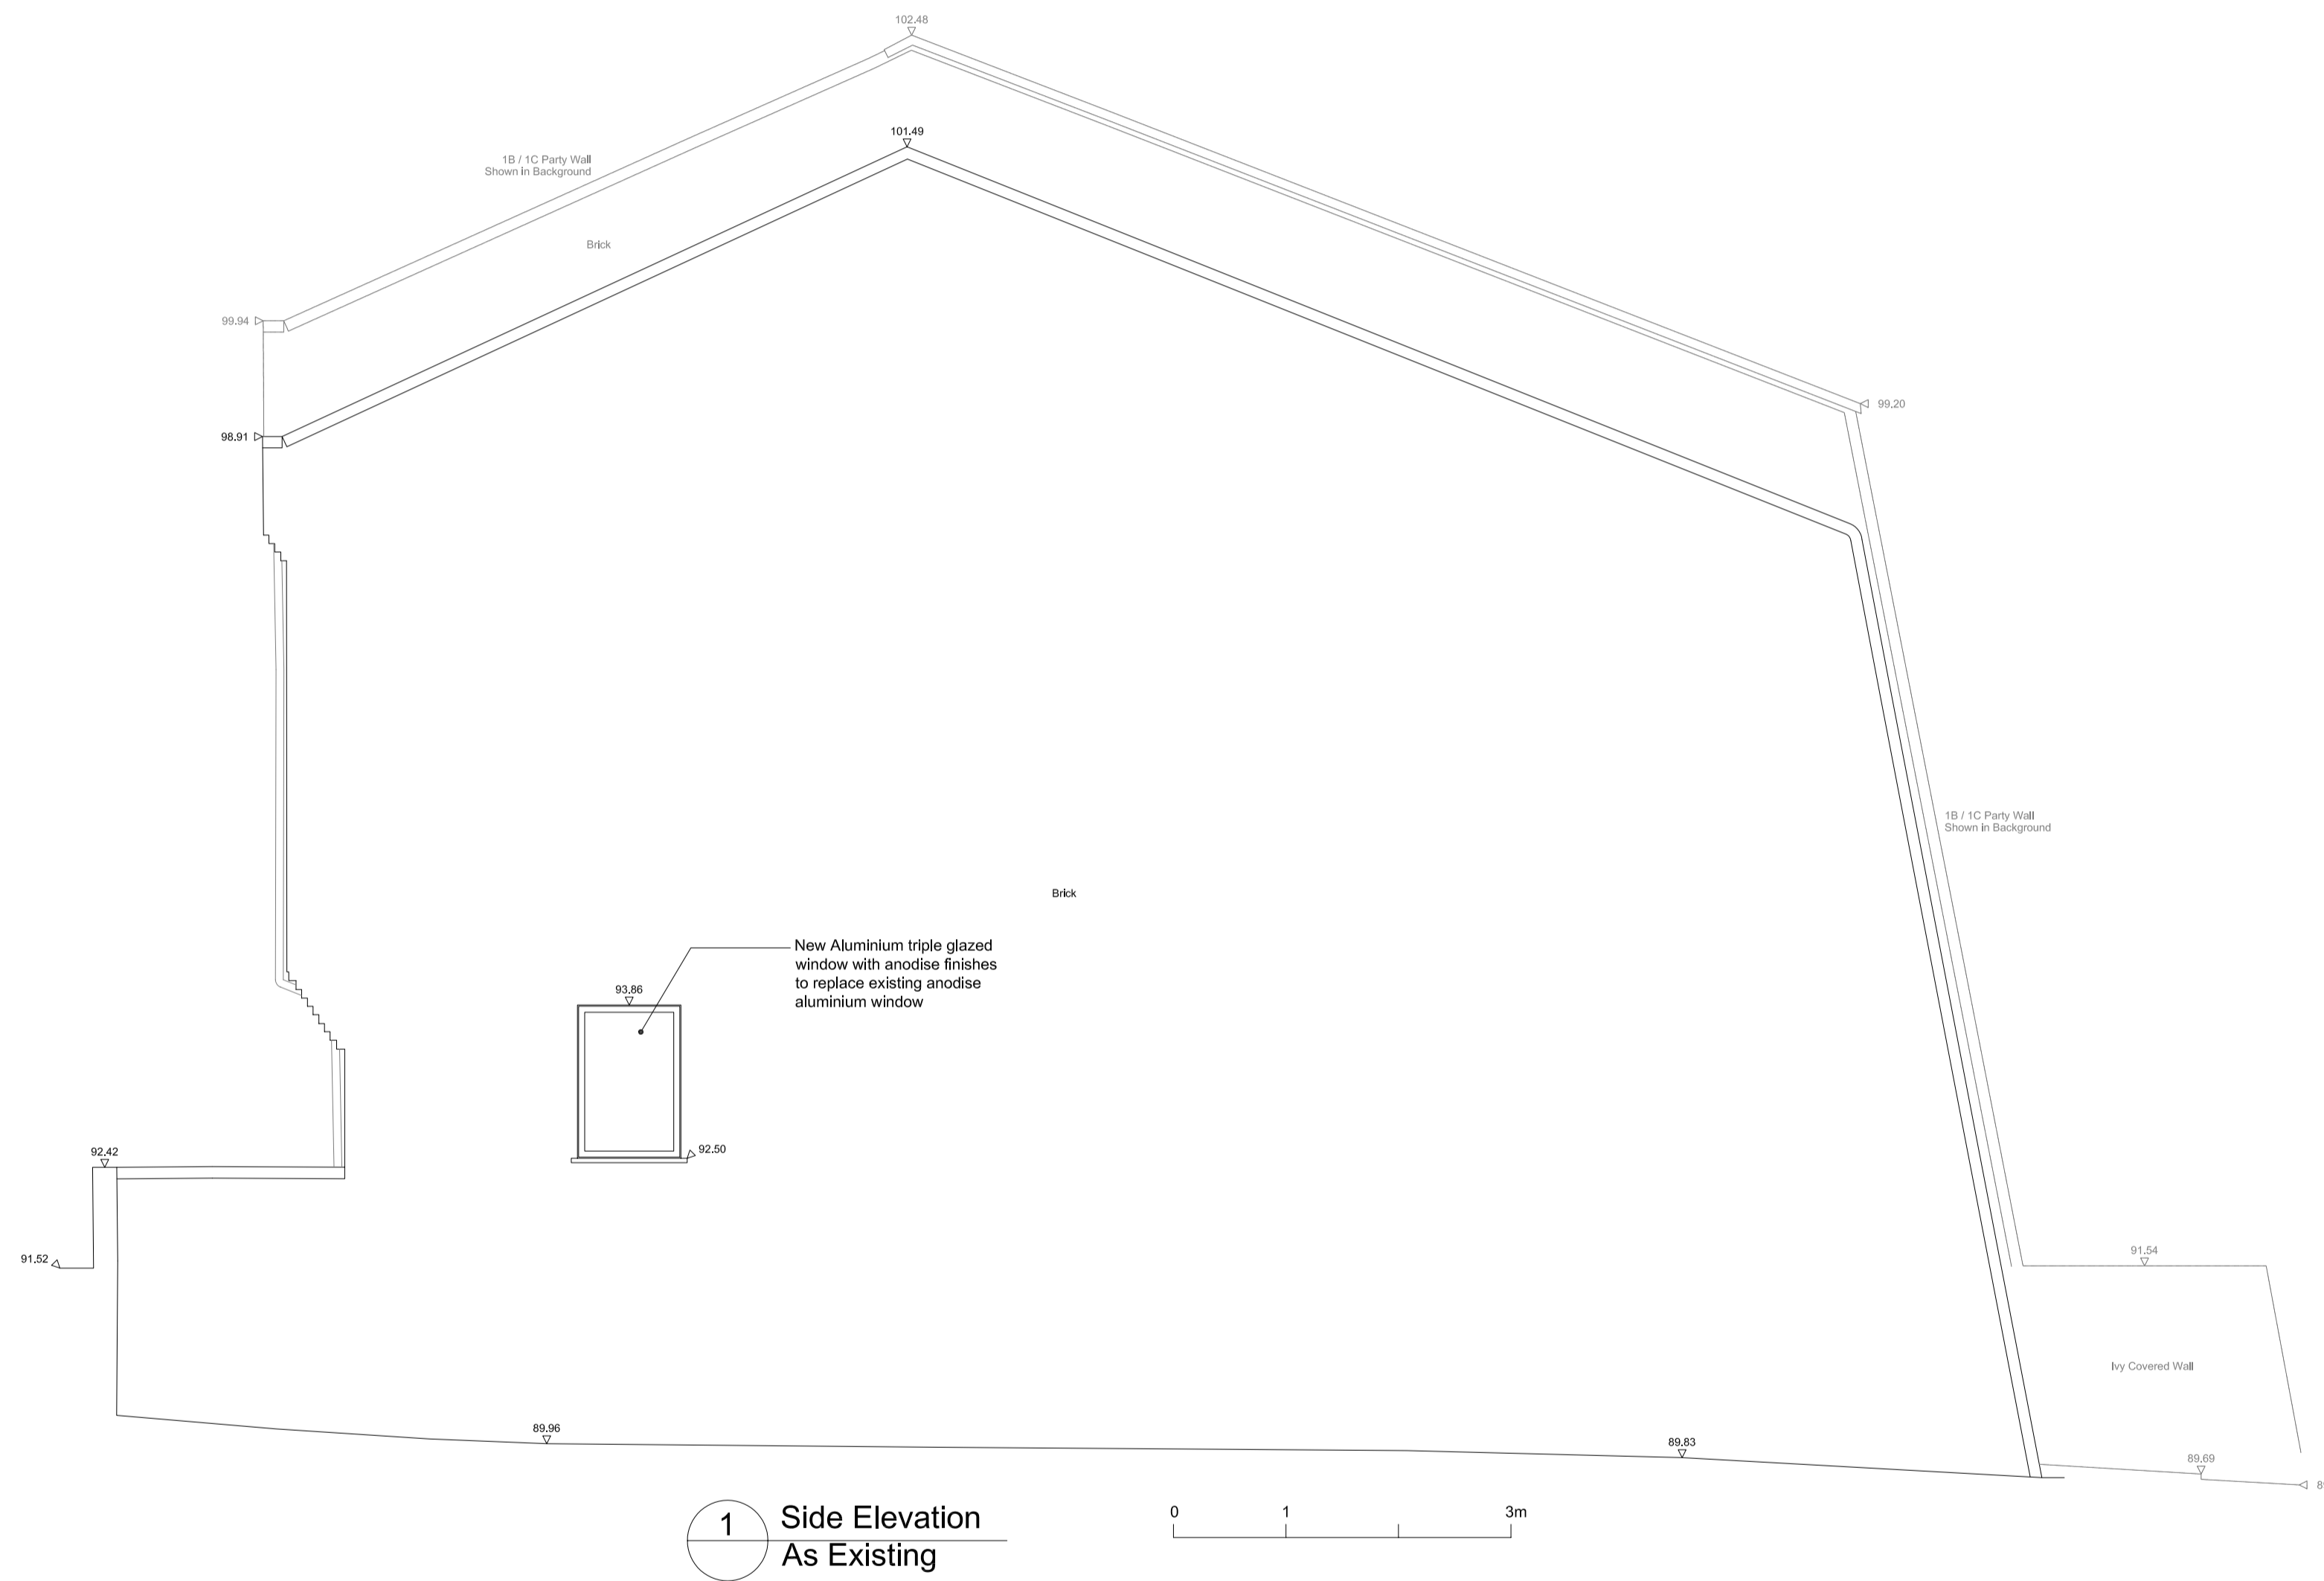 102.48
101.49
1B / 1C Party Wall
Shown in Background
Brick
99.94
99.20
98.91
1B / 1C Party Wall
Shown in Background
Brick
New Aluminium triple glazed
window with anodise finishes
to replace existing anodise
aluminium window
93.86
92.50
92.42
91.52
91.54
Ivy Covered Wall
89.96
89.83
89.69
1
Side Elevation
As Existing
0
1
3m